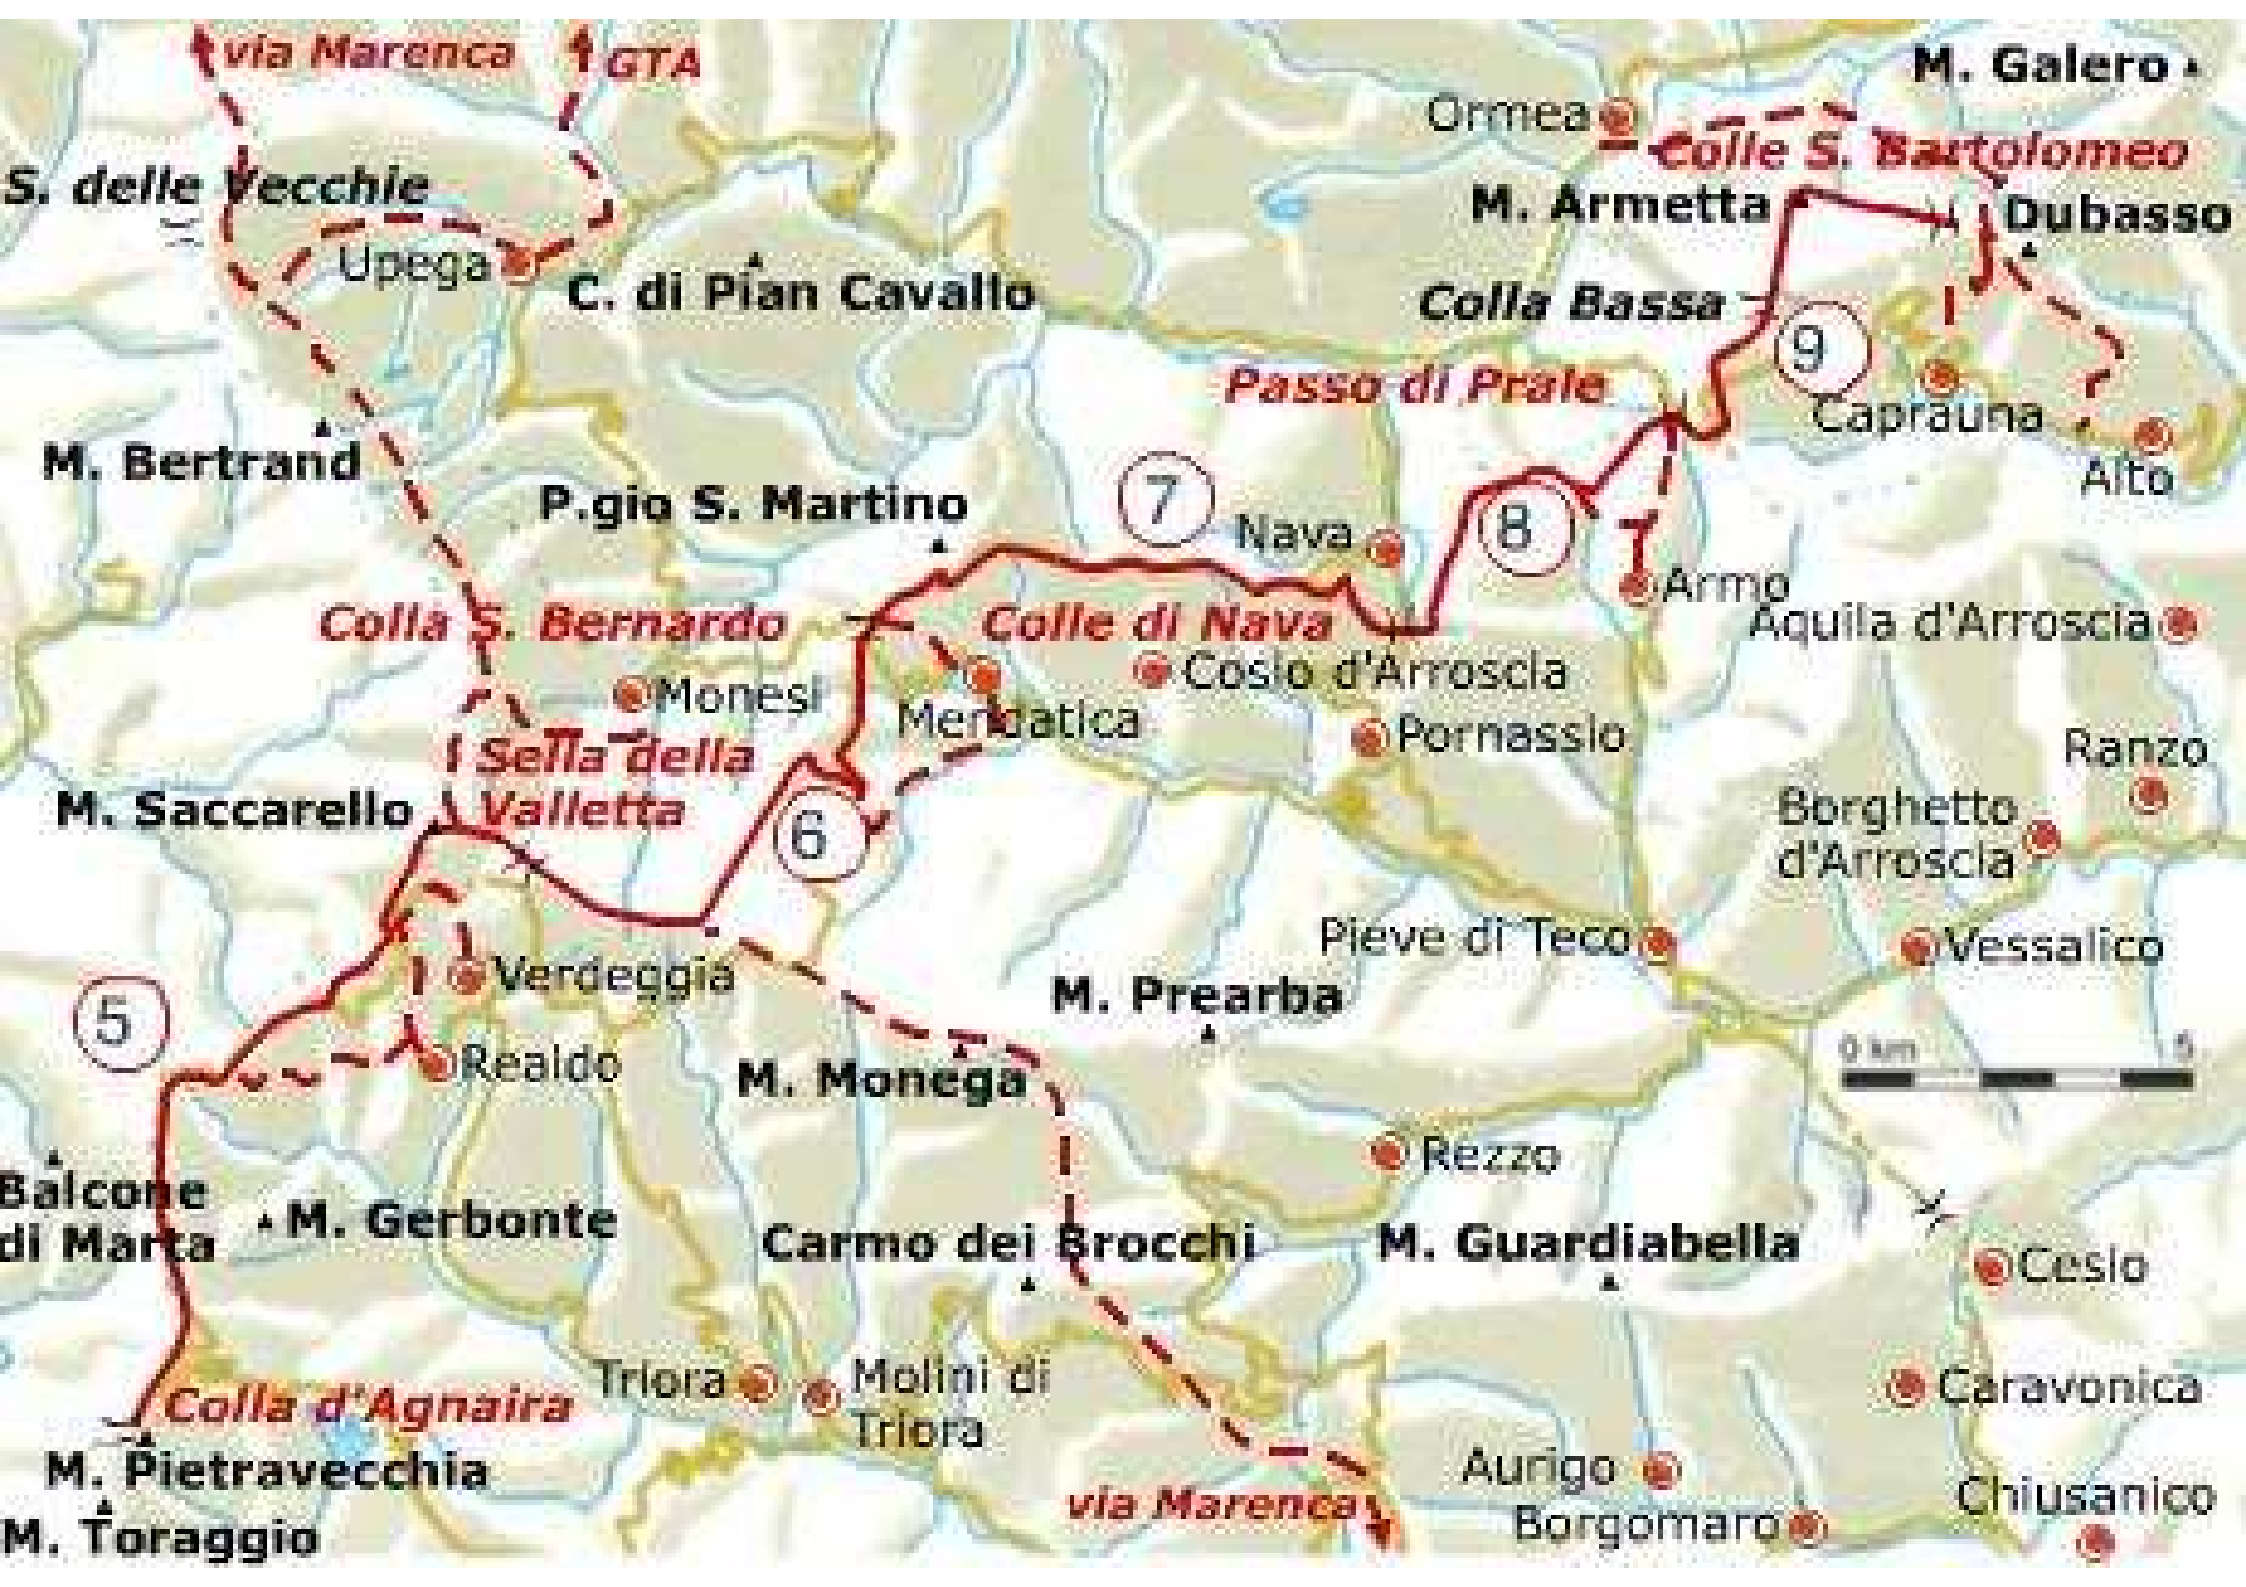 via Marenca
GTA
M. Galero
Ormea
Colle S. Bartolomeo
S. delle Vecchie
M. Armetta
Dubasso
Upega
C. di Pian Cavallo
Colla Bassa
9
Passo di Prale
Caprauna
M. Bertrand
Alto
P.gio S. Martino
7
Nava
8
Armo
Colla S. Bernardo
Colle di Nava
Aquila d'Arroscia
Monesi
Cosio d'Arroscia
Mendatica
Pornassio
Ranzo
Sella della
Valletta
M. Saccarello
6
Borghetto
d'Arroscia
Pieve di Teco
Vessalico
Verdeggia
5
M. Prearba
0 km
5
Realdo
M. Monega
Rezzo
Balcone
di Marta
M. Gerbonte
Carmo dei Brocchi
M. Guardiabella
Cesio
Triora
Molini di
Triora
Caravonica
Colla d'Agnaira
M. Pietravecchia
Aurigo
via Marenca
Chiusanico
Borgomaro
M. Toraggio